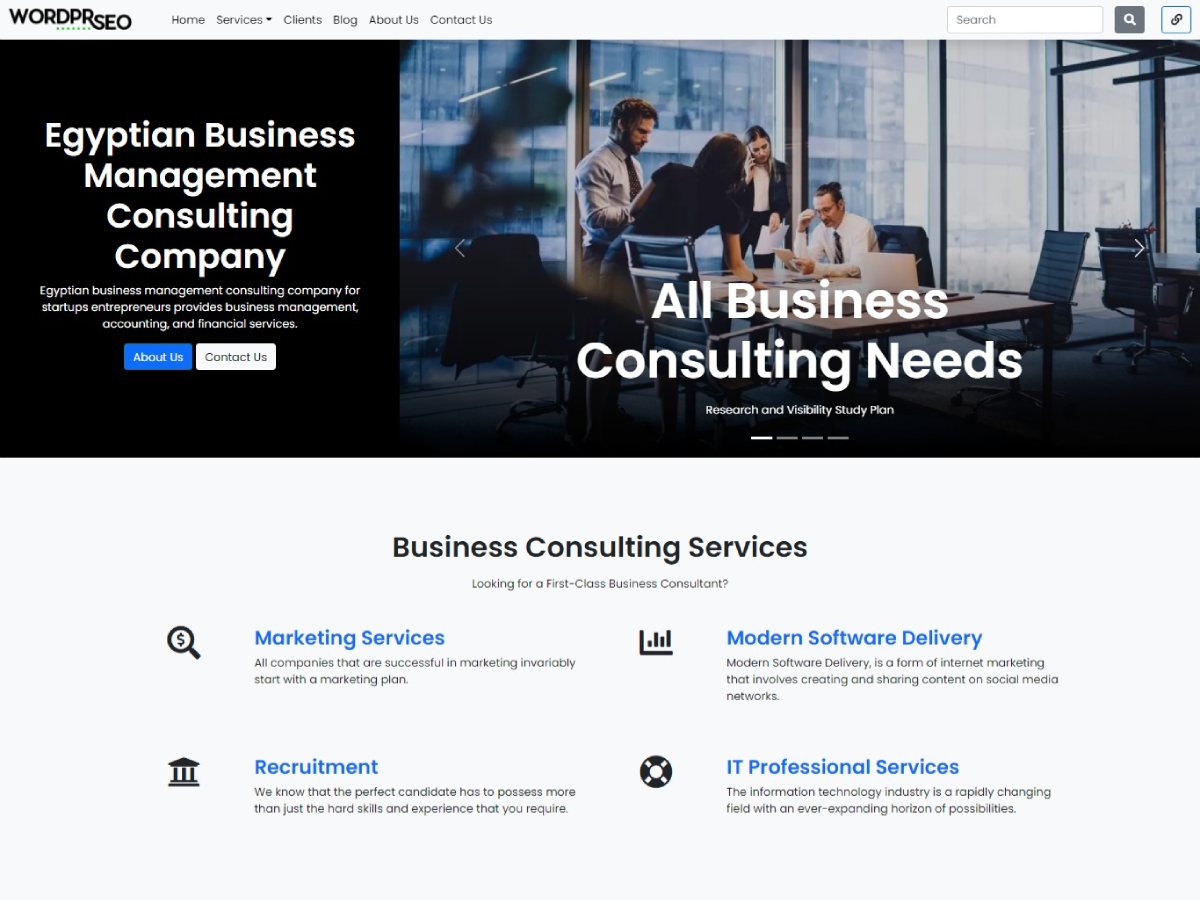 WORDPRSEO
Home Services Clients Blog About Us Contact Us
Search
Egyptian Business
Management
Consulting
Company
Egyptian business management consulting company for
startups entrepreneurs provides business management,
accounting, and financial services.
About Us Contact Us
All Business
Consulting Needs
Research and Visibility Study Plan
Business Consulting Services
Looking for a First-Class Business Consultant?
Marketing Services
All companies that are successful in marketing invariably
start with a marketing plan.
Modern Software Delivery
Modern Software Delivery, is a form of internet marketing
that involves creating and sharing content on social media
networks.
Recruitment
We know that the perfect candidate has to possess more
than just the hard skills and experience that you require.
IT Professional Services
The information technology industry is a rapidly changing
field with an ever-expanding horizon of possibilities.